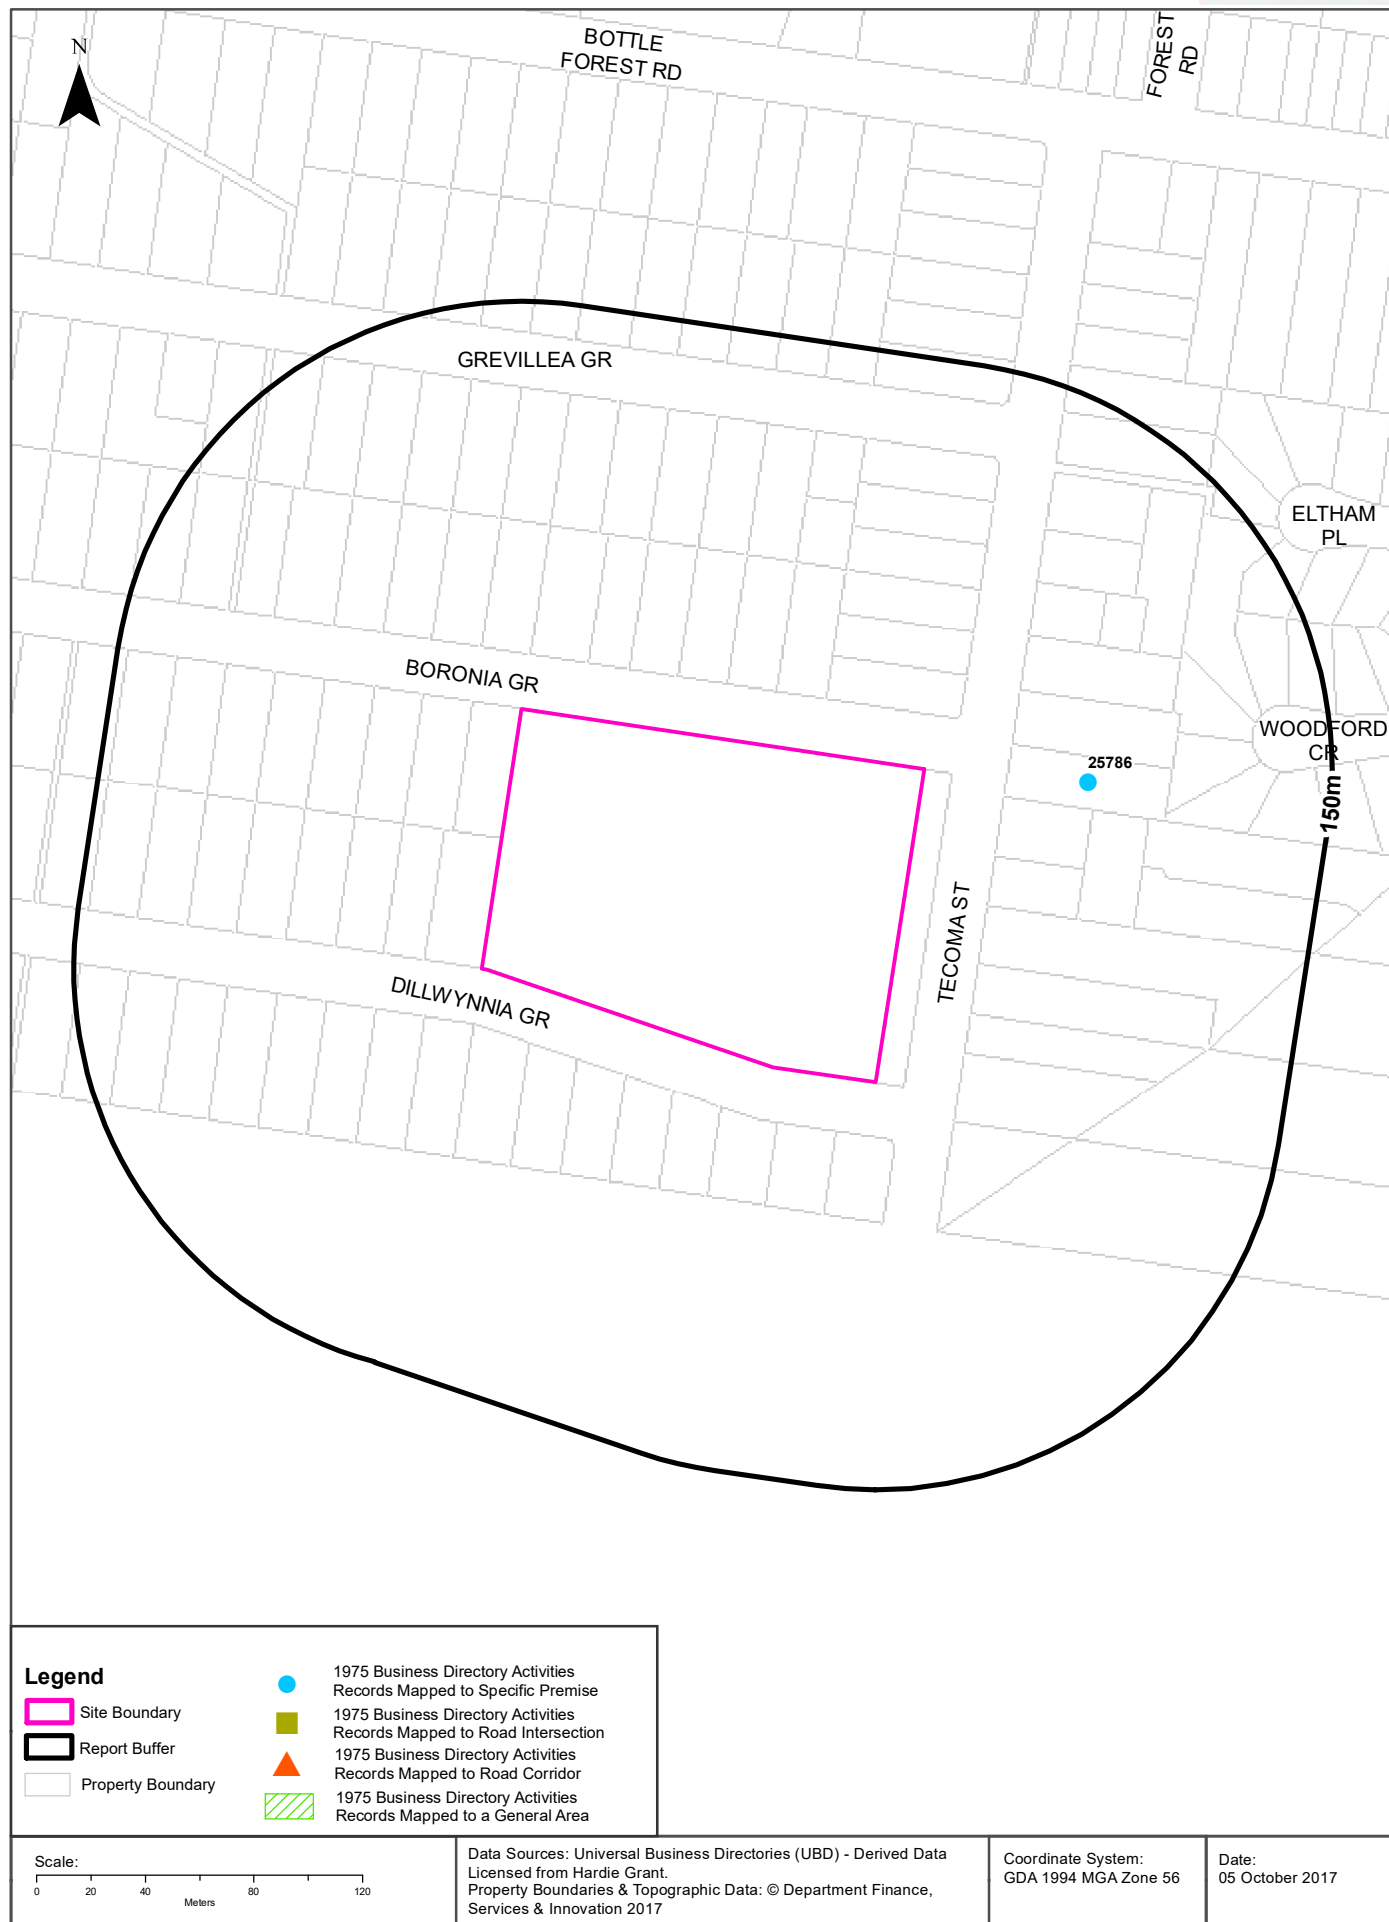 N
BOTTLE
FOREST RD
FOREST
RD
GREVILLEA GR
ELTHAM
PL
BORONIA GR
WOODFORD
CR
25786
150m
TECOMA ST
DILLWYNNIA GR
Legend
Site Boundary
Report Buffer
Property Boundary
1975 Business Directory Activities
Records Mapped to Specific Premise
1975 Business Directory Activities
Records Mapped to Road Intersection
1975 Business Directory Activities
Records Mapped to Road Corridor
1975 Business Directory Activities
Records Mapped to a General Area
Scale:
0 20 40 80 120
Meters
Data Sources: Universal Business Directories (UBD) - Derived Data
Licensed from Hardie Grant.
Property Boundaries & Topographic Data: © Department Finance,
Services & Innovation 2017
Coordinate System:
GDA 1994 MGA Zone 56
Date:
05 October 2017